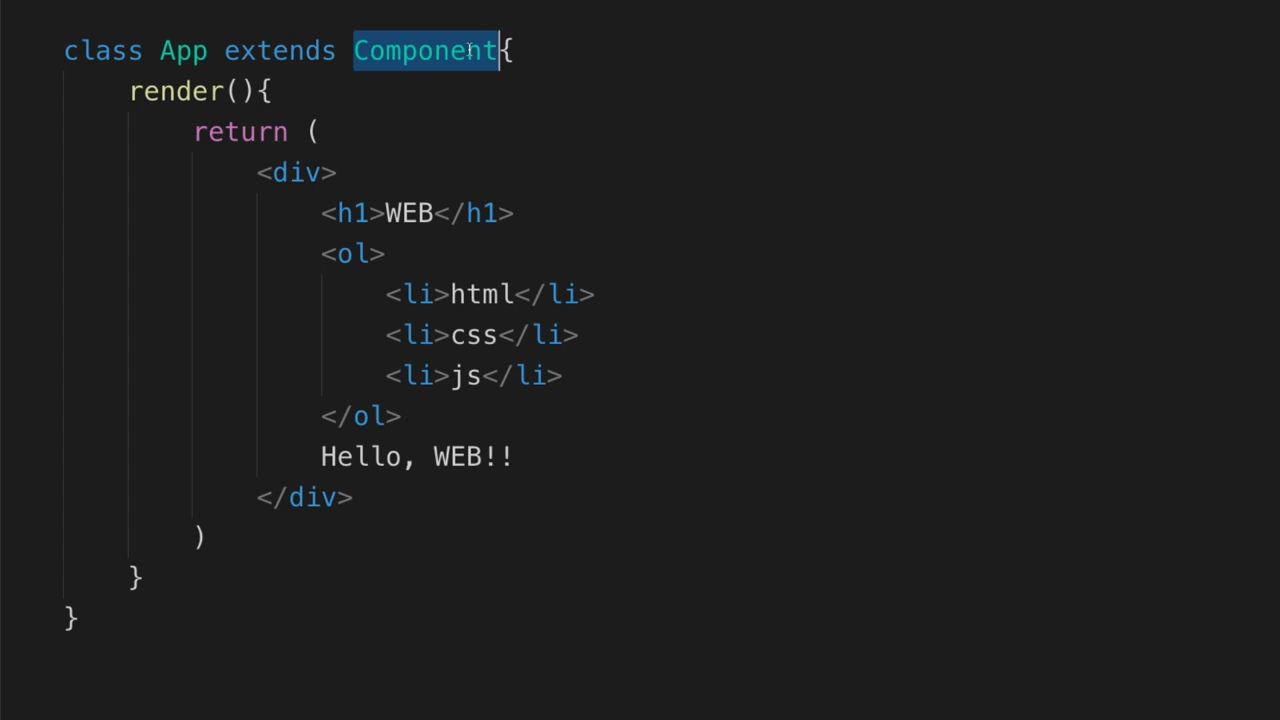 class App extends Component{
render(){
return (
<div>
<h1>WEB</h1>
<ol>
<li>html</li>
<li>css</li>
<li>js</li>
</ol>
Hello, WEB!!
</div>
)
}
}